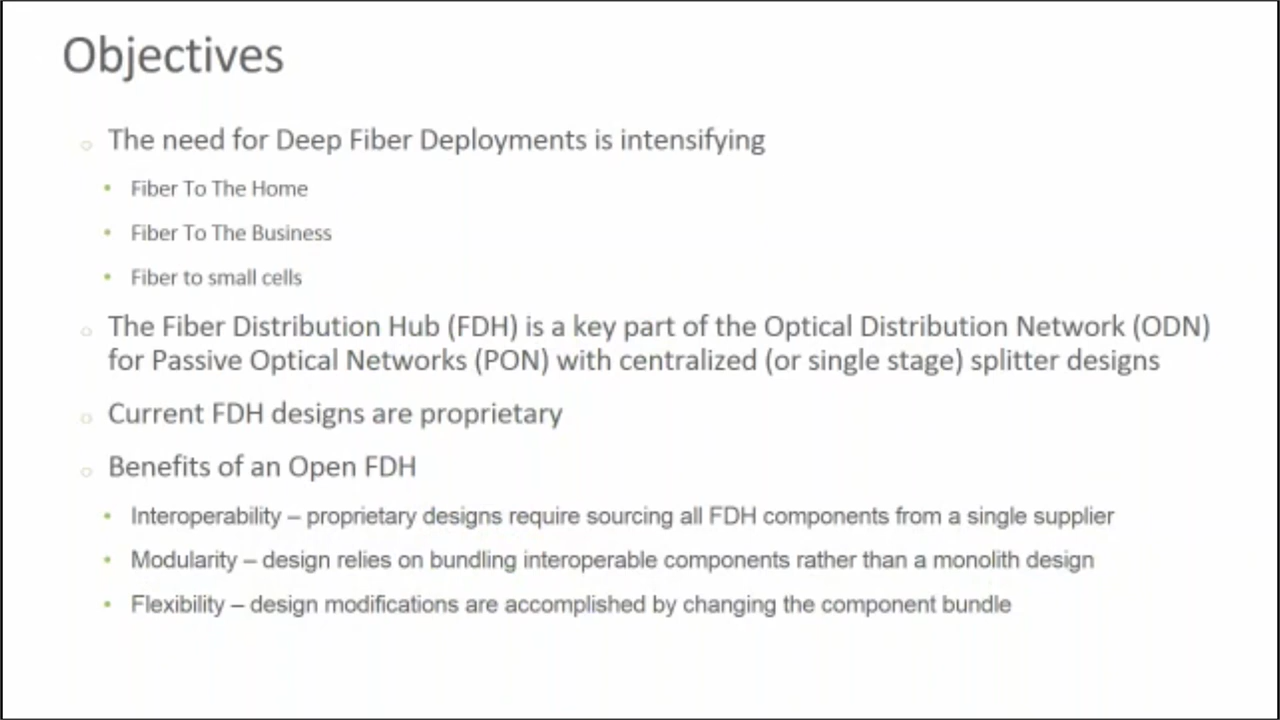 Objectives
The need for Deep Fiber Deployments is intensifying
Fiber To The Home
Fiber To The Business
Fiber to small cells
The Fiber Distribution Hub (FDH) is a key part of the Optical Distribution Network (ODN)
for Passive Optical Networks (PON) with centralized (or single stage) splitter designs
Current FDH designs are proprietary
Benefits of an Open FDH
Interoperability – proprietary designs require sourcing all FDH components from a single supplier
Modularity – design relies on bundling interoperable components rather than a monolith design
Flexibility – design modifications are accomplished by changing the component bundle